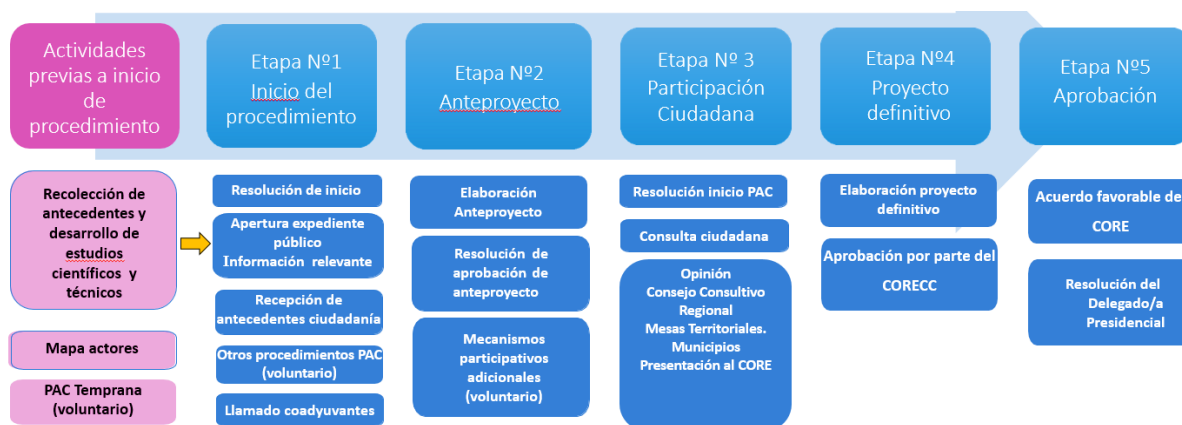 Actividades
previas a inicio
de
procedimiento
Etapa Nº1
Inicio del
procedimiento
Etapa Nº2
Anteproyecto
Etapa Nº 3
Participación
Ciudadana
Etapa Nº4
Proyecto
definitivo
Etapa Nº5
Aprobación
Recolección de
antecedentes y
desarrollo de
estudios
científicos y
técnicos
Mapa actores
PAC Temprana
(voluntario)
Resolución de inicio
Apertura expediente
público
Información relevante
Recepción de
antecedentes ciudadanía
Otros procedimientos PAC
(voluntario)
Llamado coadyuvantes
Elaboración
Anteproyecto
Resolución de
aprobación de
anteproyecto
Mecanismos
participativos
adicionales
(voluntario)
Resolución inicio PAC
Consulta ciudadana
Opinión
Consejo Consultivo
Regional
Mesas Territoriales.
Municipios
Presentación al CORE
Elaboración proyecto
definitivo
Aprobación por parte del
CORECC
Acuerdo favorable de
CORE
Resolución del
Delegado/a
Presidencial